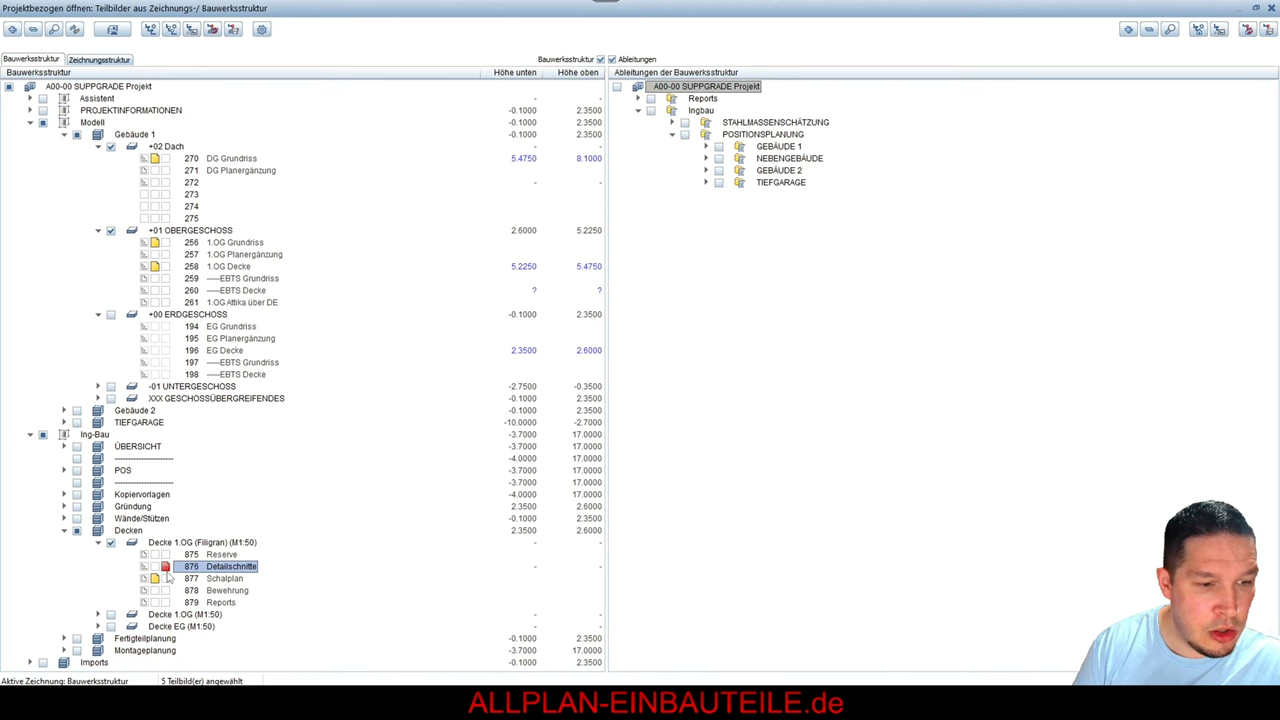 Projektbezogen öffnen: Teilbilder aus Zeichnungs-/ Bauwerksstruktur
Bauwerksstruktur Zeichnungsstruktur Bauwerksstruktur Ableitungen
Bauwerksstruktur Höhe unten Höhe oben Ableitungen der Bauwerksstruktur
A00-00 SUPPGRADE Projekt - - A00-00 SUPPGRADE Projekt
Assistent - - Reports
PROJEKTINFORMATIONEN -0.1000 2.3500 Ingbau
Modell -0.1000 2.3500 STAHLMASSENSCHÄTZUNG
Gebäude 1 -0.1000 2.3500 POSITIONSPLANUNG
+02 Dach - - GEBÄUDE 1
270 DG Grundriss 5.4750 8.1000 NEBENGEBÄUDE
271 DG Planergänzung GEBÄUDE 2
272 - - TIEFGARAGE
273
274
275
+01 OBERGESCHOSS 2.6000 5.2250
256 1.OG Grundriss
257 1.OG Planergänzung
258 1.OG Decke 5.2250 5.4750
259 -----EBTS Grundriss
260 -----EBTS Decke ? ?
261 1.OG Attika über DE
+00 ERDGESCHOSS -0.1000 2.3500
194 EG Grundriss
195 EG Planergänzung
196 EG Decke 2.3500 2.6000
197 -----EBTS Grundriss
198 -----EBTS Decke
-01 UNTERGESCHOSS -2.7500 -0.3500
XXX GESCHOSSÜBERGREIFENDES -0.1000 2.3500
Gebäude 2 -0.1000 2.3500
TIEFGARAGE -10.0000 -2.7000
Ing-Bau -3.7000 17.0000
ÜBERSICHT -3.7000 17.0000
---------------------- -4.0000 17.0000
POS -3.7000 17.0000
---------------------- -3.7000 17.0000
Kopiervorlagen -4.0000 17.0000
Gründung 2.3500 2.6000
Wände/Stützen -0.1000 2.3500
Decken 2.3500 2.6000
Decke 1.OG (Filigran) (M1:50) - -
875 Reserve
876 Detailschnitte - -
877 Schalplan
878 Bewehrung
879 Reports
Decke 1.OG (M1:50) - -
Decke EG (M1:50) - -
Fertigteilplanung -0.1000 2.3500
Montageplanung -3.7000 17.0000
Imports -0.1000 2.3500
Aktive Zeichnung: Bauwerksstruktur 5 Teilbild(er) angewählt
ALLPLAN-EINBAUTEILE.de